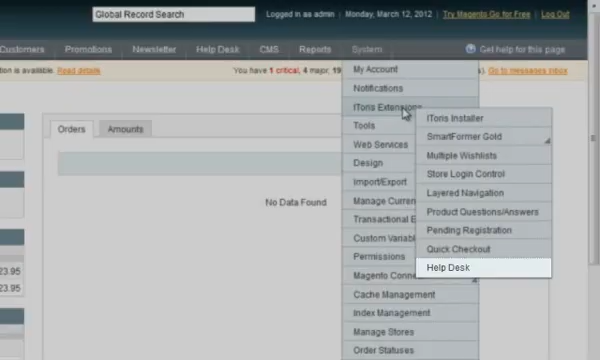 Global Record Search
Logged in as admin | Monday, March 12, 2012 | Try Magento Go for Free | Log Out
Customers Promotions Newsletter Help Desk CMS Reports System Get help for this page
tion is available. Read details
You have 1 critical, 4 major, 19
s). Go to messages inbox
My Account
Notifications
IToris Extensions
Tools
Web Services
Design
Import/Export
Manage Curren
Transactional E
Custom Variabl
Permissions
Magento Conne
Cache Management
Index Management
Manage Stores
Order Statuses
IToris Installer
SmartFormer Gold
Multiple Wishlists
Store Login Control
Layered Navigation
Product Questions/Answers
Pending Registration
Quick Checkout
Help Desk
Orders Amounts
No Data Found
23.95
23.95